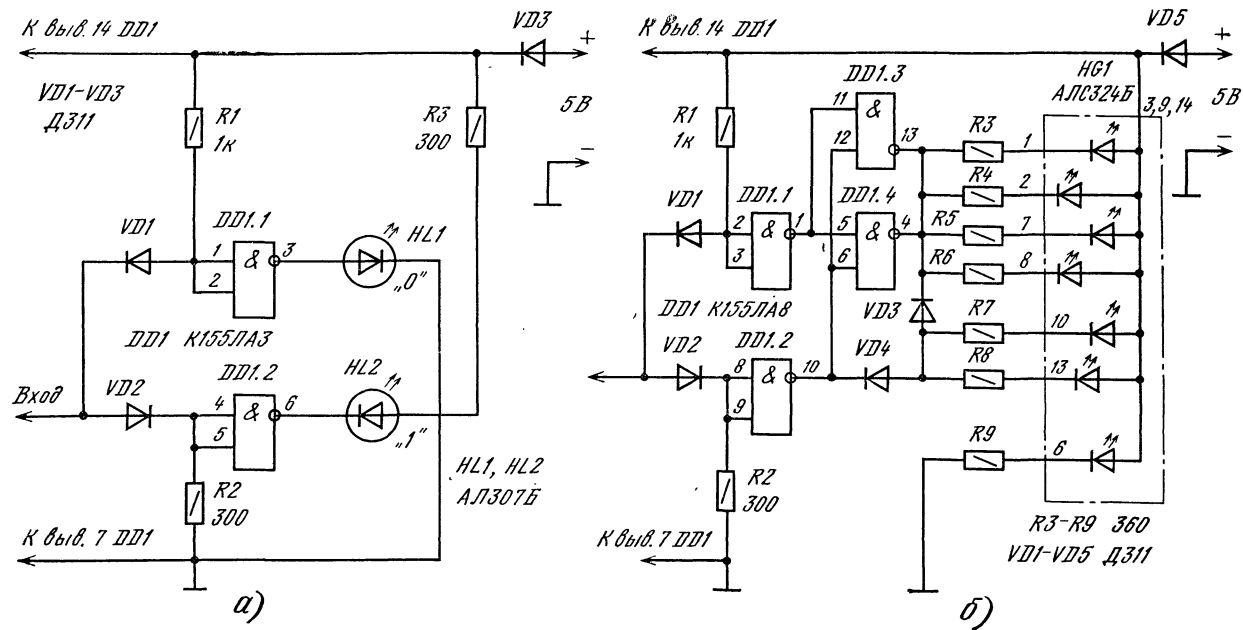 К выв. 14 DD1
VD3
+
VD1-VD3
Д311
R1
1к
R3
300
5В
-
VD1
DD1.1
1
2
&
3
HL1
„0"
DD1 К155ЛА3
Вход
VD2
DD1.2
4
5
&
6
HL2
„1"
R2
300
HL1, HL2
АЛ307Б
К выв. 7 DD1
а)
К выв. 14 DD1
VD5
+
DD1.3
HG1
АЛС324Б
3,9,14
5В
-
R1
1к
11
12
&
13
R3
1
R4
2
VD1
DD1.1
2
3
&
1
DD1.4
5
6
&
4
R5
7
R6
8
DD1 К155ЛА8
VD3
R7
10
VD2
DD1.2
8
9
&
10
VD4
R8
13
R9
6
R2
300
К выв. 7 DD1
R3-R9 360
VD1-VD5 Д311
б)